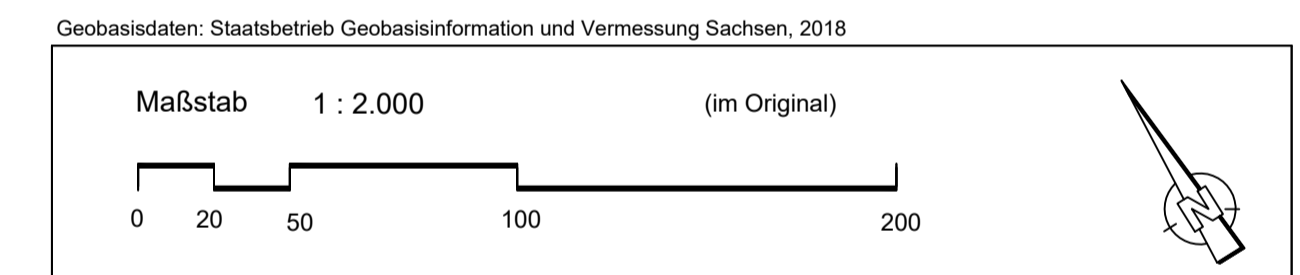 Geobasisdaten: Staatsbetrieb Geobasisinformation und Vermessung Sachsen, 2018
Maßstab 1 : 2.000 (im Original)
0 20 50 100 200
N